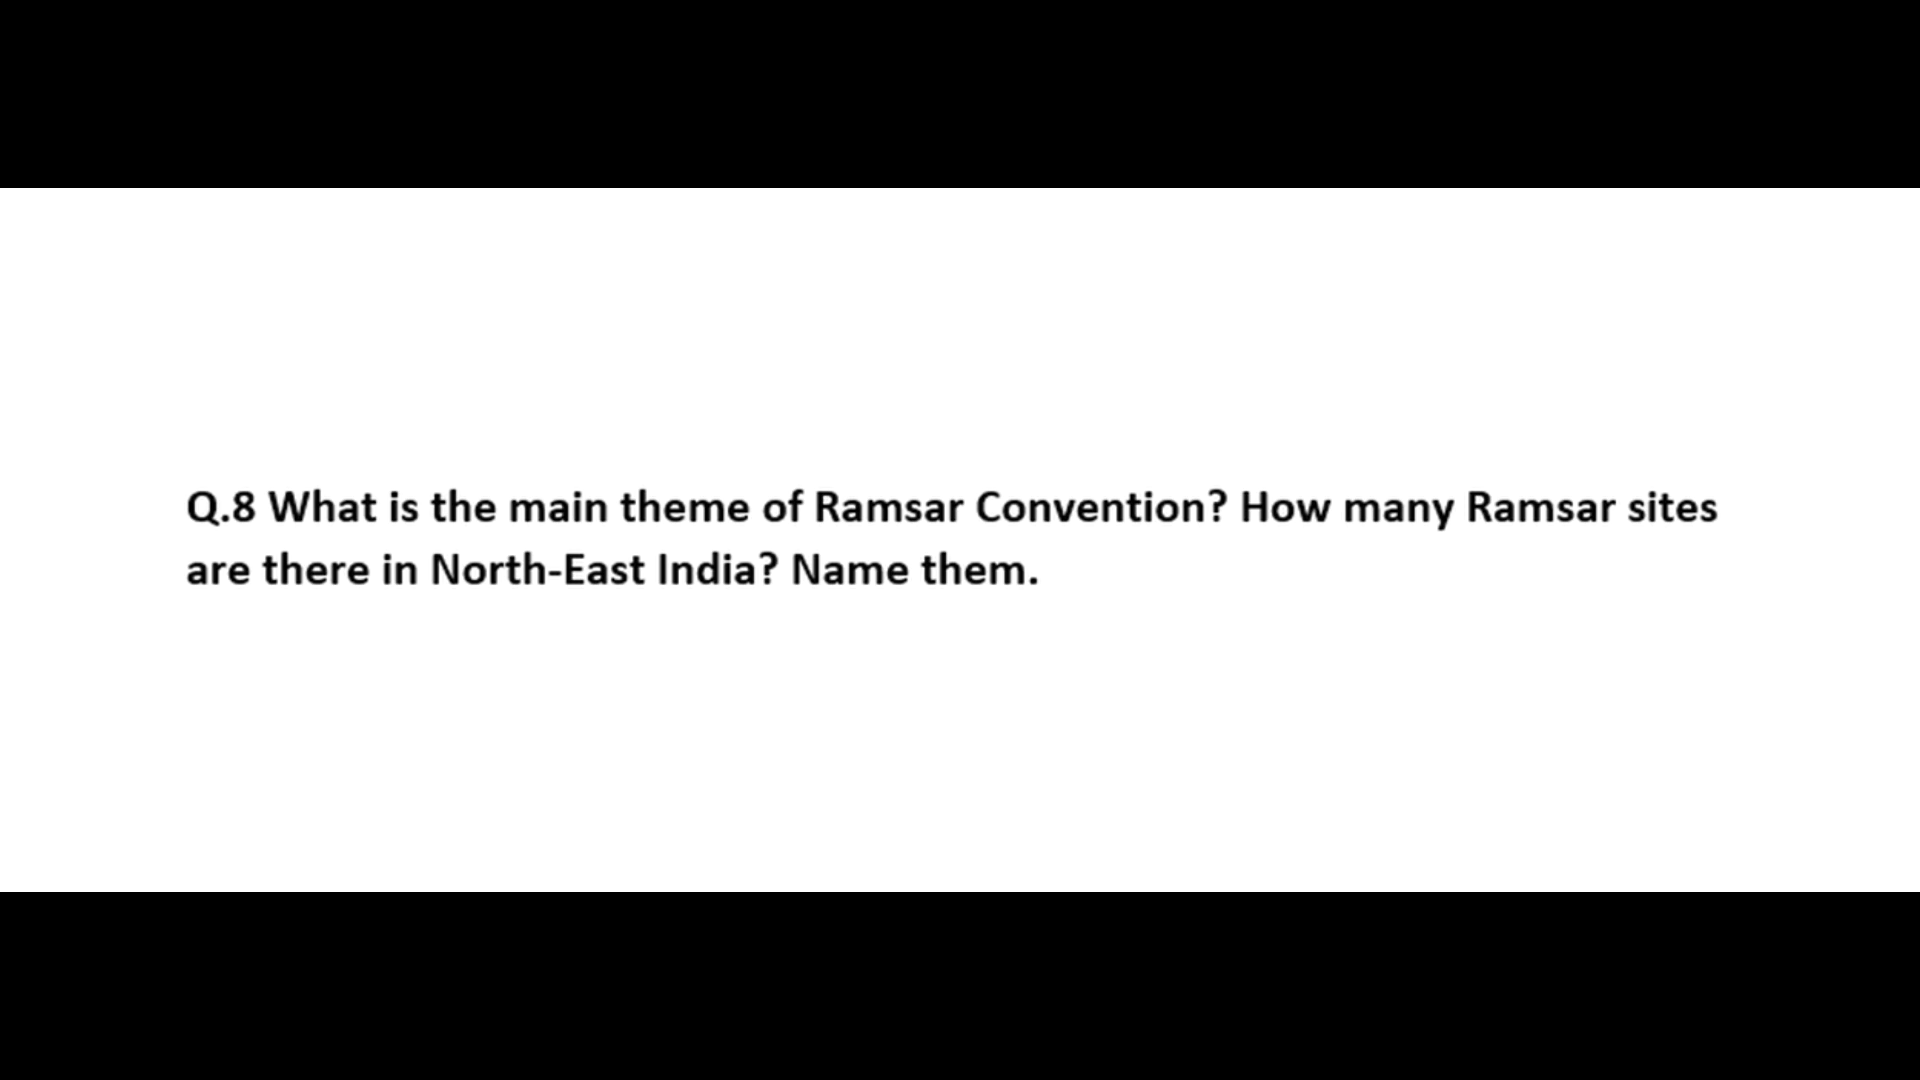 Q.8 What is the main theme of Ramsar Convention? How many Ramsar sites
are there in North-East India? Name them.